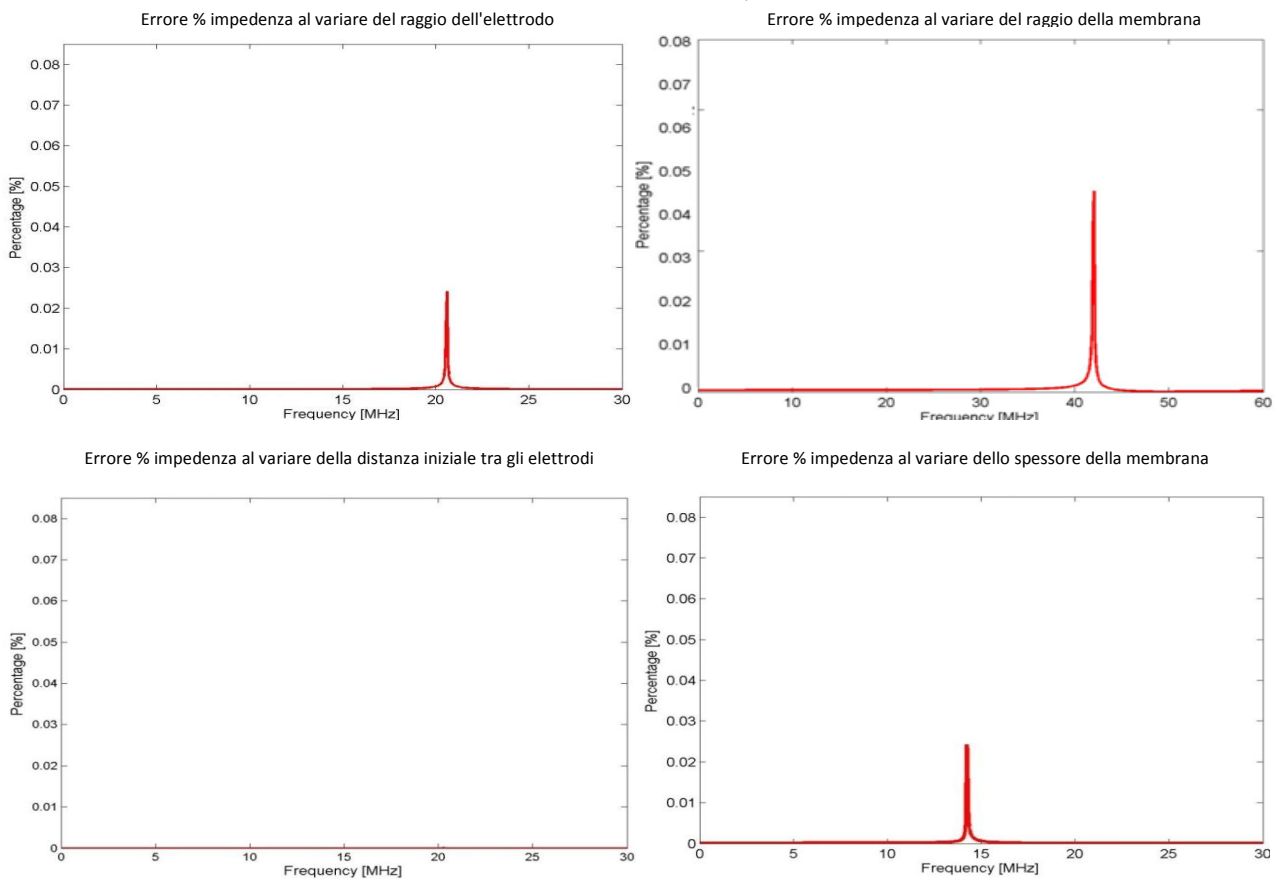 Errore % impedenza al variare del raggio dell'elettrodo
Percentage [%]
0.08
0.07
0.06
0.05
0.04
0.03
0.02
0.01
0
0 5 10 15 20 25 30
Frequency [MHz]
Errore % impedenza al variare del raggio della membrana
Percentage [%]
0.08
0.07
0.06
0.05
0.04
0.03
0.02
0.01
0
0 10 20 30 40 50 60
Frequency [MHz]
Errore % impedenza al variare della distanza iniziale tra gli elettrodi
Percentage [%]
0.08
0.07
0.06
0.05
0.04
0.03
0.02
0.01
0
0 5 10 15 20 25 30
Frequency [MHz]
Errore % impedenza al variare dello spessore della membrana
Percentage [%]
0.08
0.07
0.06
0.05
0.04
0.03
0.02
0.01
0
0 5 10 15 20 25 30
Frequency [MHz]